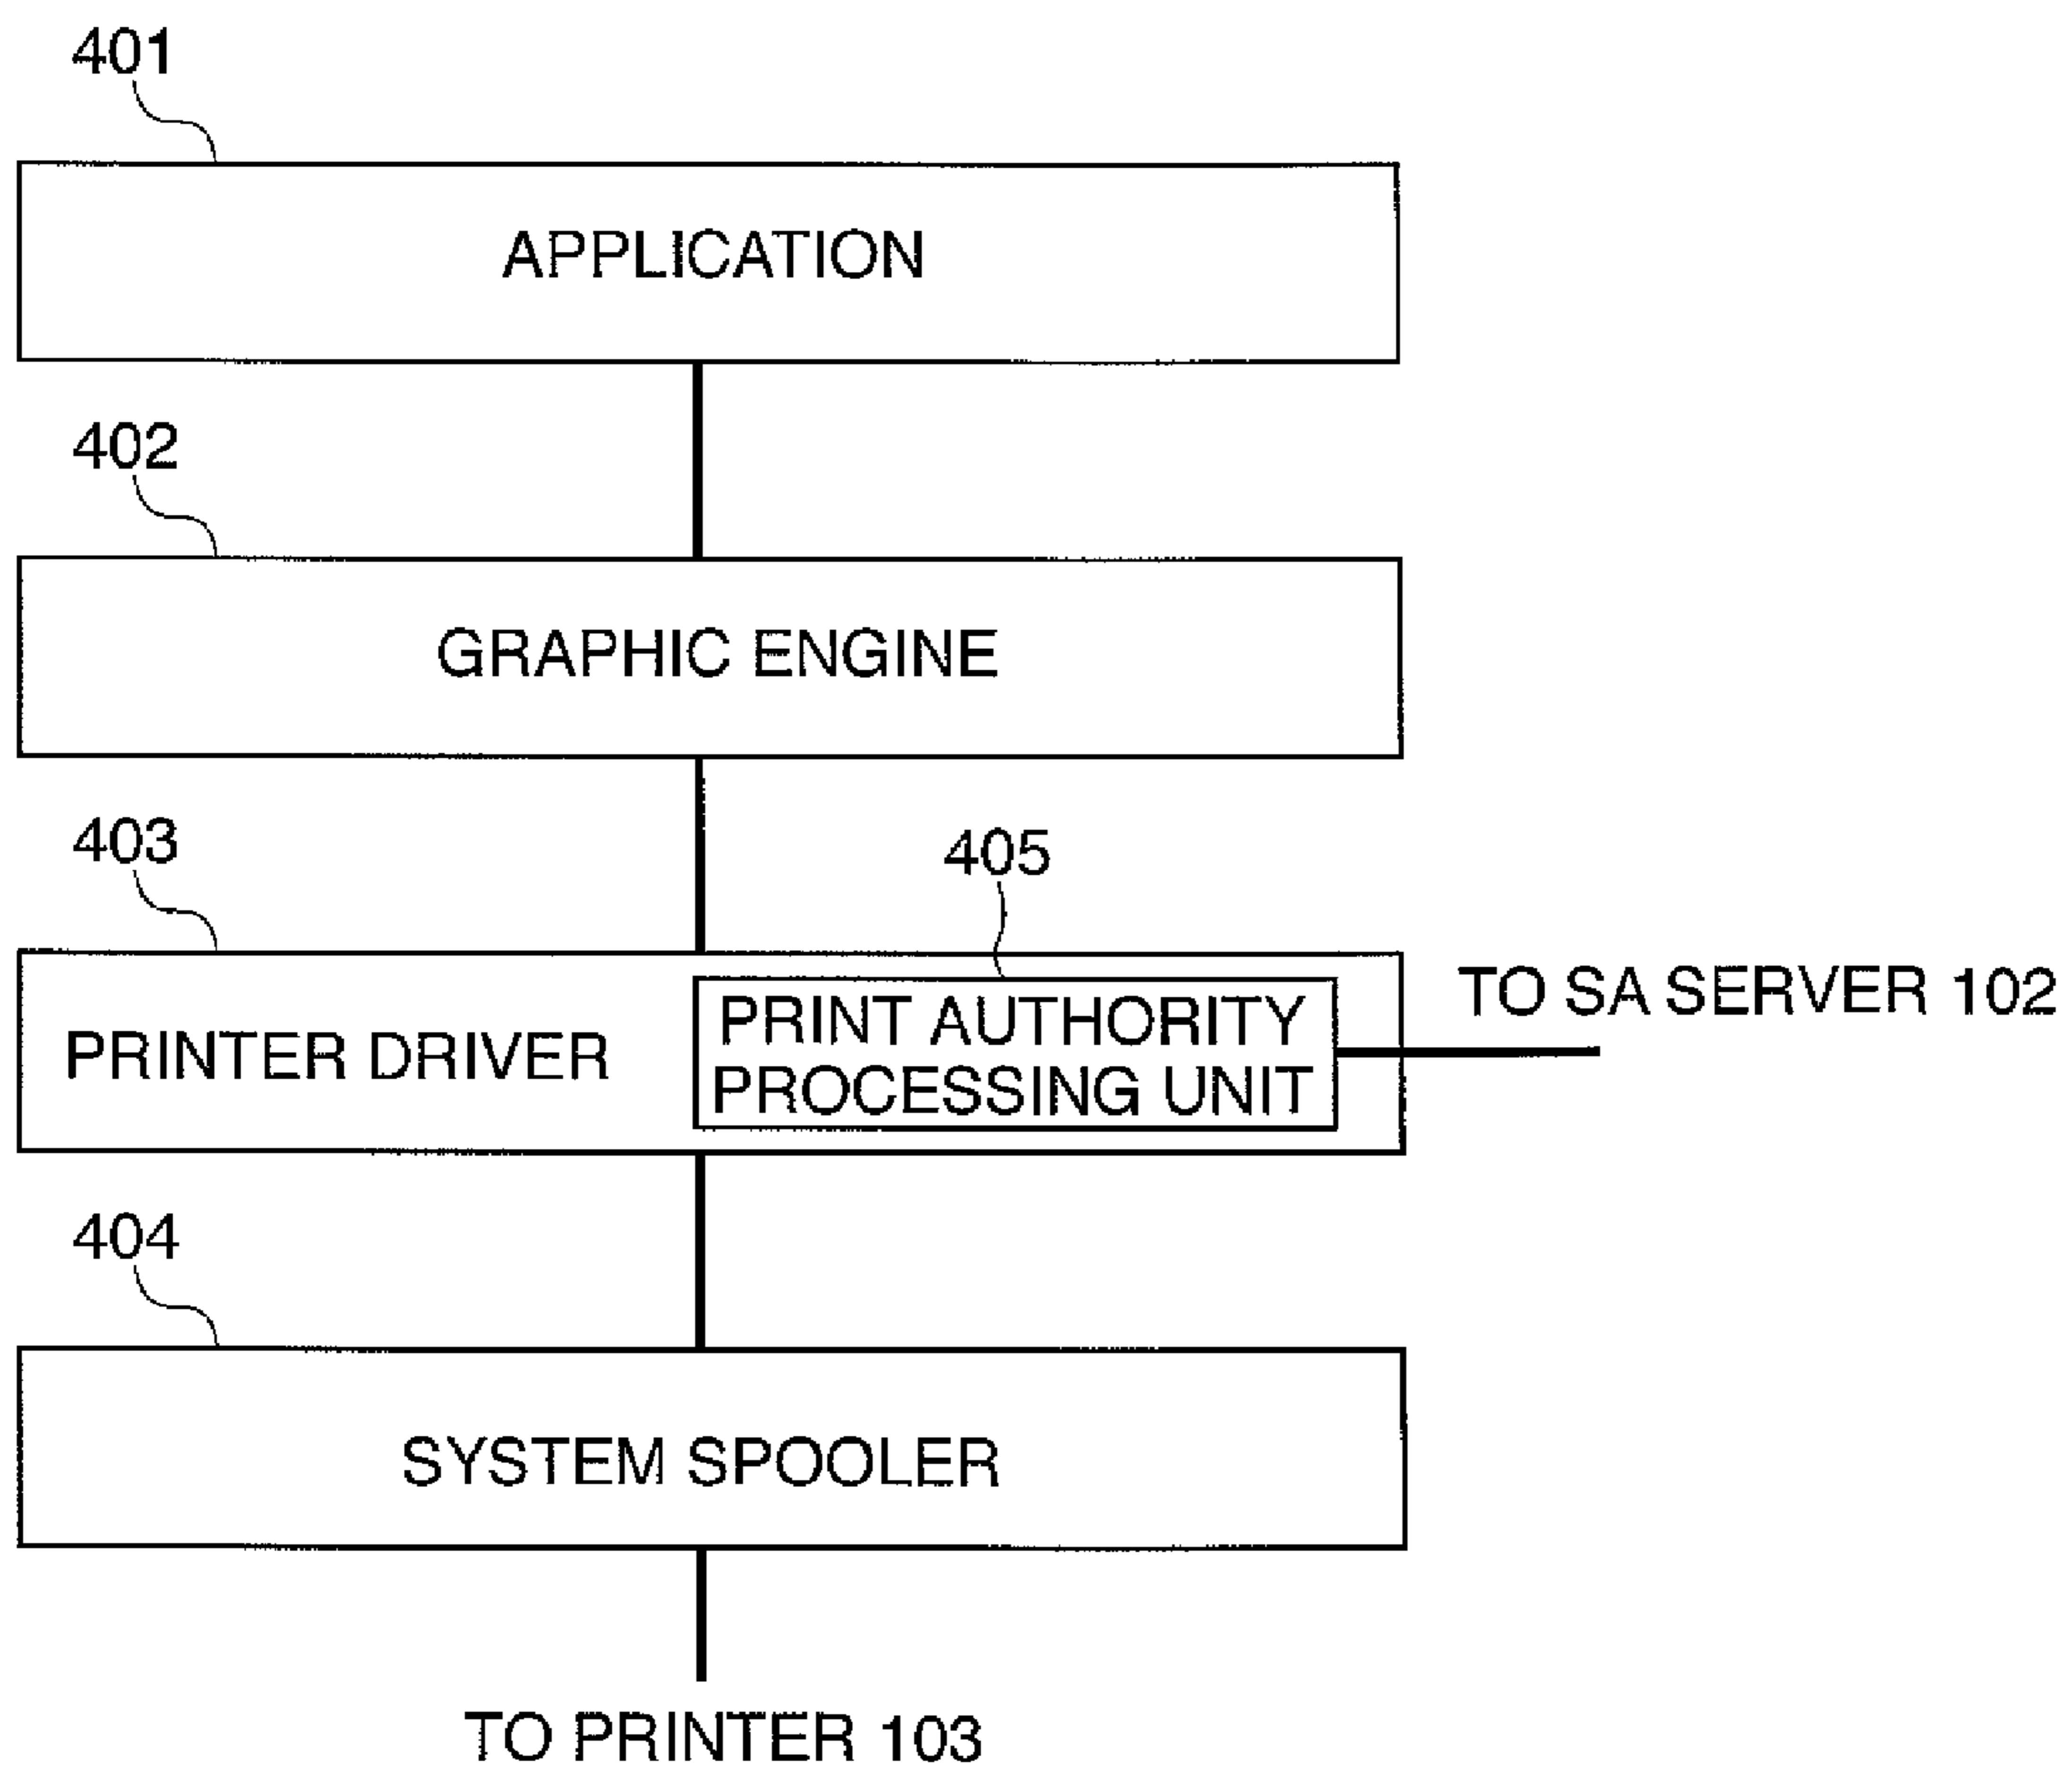 401
APPLICATION
402
GRAPHIC ENGINE
403
405
PRINTER DRIVER
PRINT AUTHORITY
PROCESSING UNIT
TO SA SERVER 102
404
SYSTEM SPOOLER
TO PRINTER 103